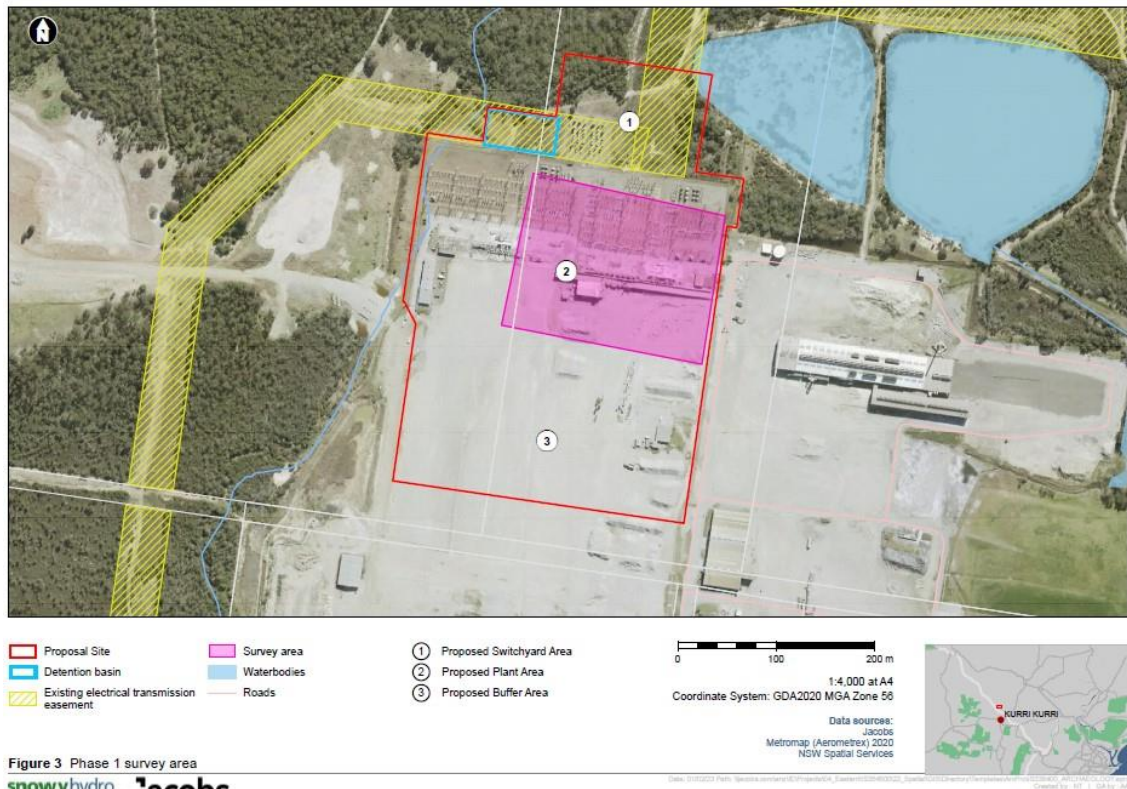 N
1
2
3
Proposal Site
Detention basin
Existing electrical transmission
easement
Survey area
Waterbodies
Roads
1 Proposed Switchyard Area
2 Proposed Plant Area
3 Proposed Buffer Area
0 100 200 m
1:4,000 at A4
Coordinate System: GDA2020 MGA Zone 56
Data sources:
Jacobs
Metromap (Aerometrex) 2020
NSW Spatial Services
KURRI KURRI
Figure 3 Phase 1 survey area
snowyhydro Jacobs